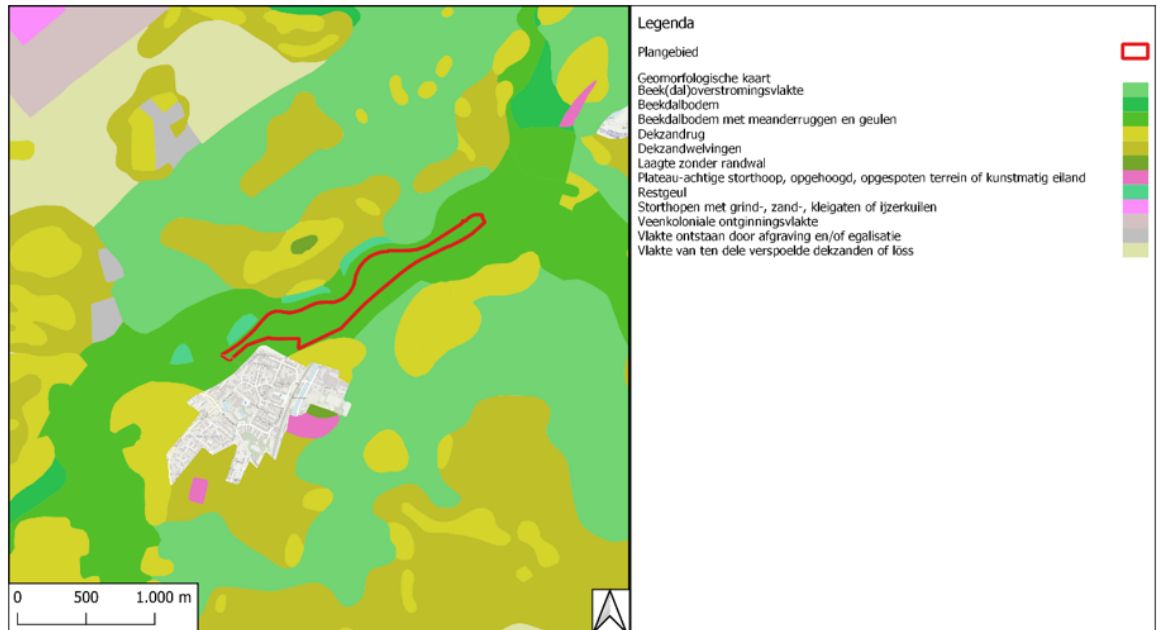 Legenda
Plangebied
Geomorfologische kaart
Beek(dal)overstromingsvlakte
Beekdalbodem
Beekdalbodem met meanderruggen en geulen
Dekzandrug
Dekzandwelvingen
Laagte zonder randwal
Plateau-achtige storthoop, opgehoogd, opgespoten terrein of kunstmatig eiland
Restgeul
Storthopen met grind-, zand-, kleigaten of ijzerkuilen
Veenkoloniale ontginningsvlakte
Vlakte ontstaan door afgraving en/of egalisatie
Vlakte van ten dele verspoelde dekzanden of löss
0 500 1.000 m